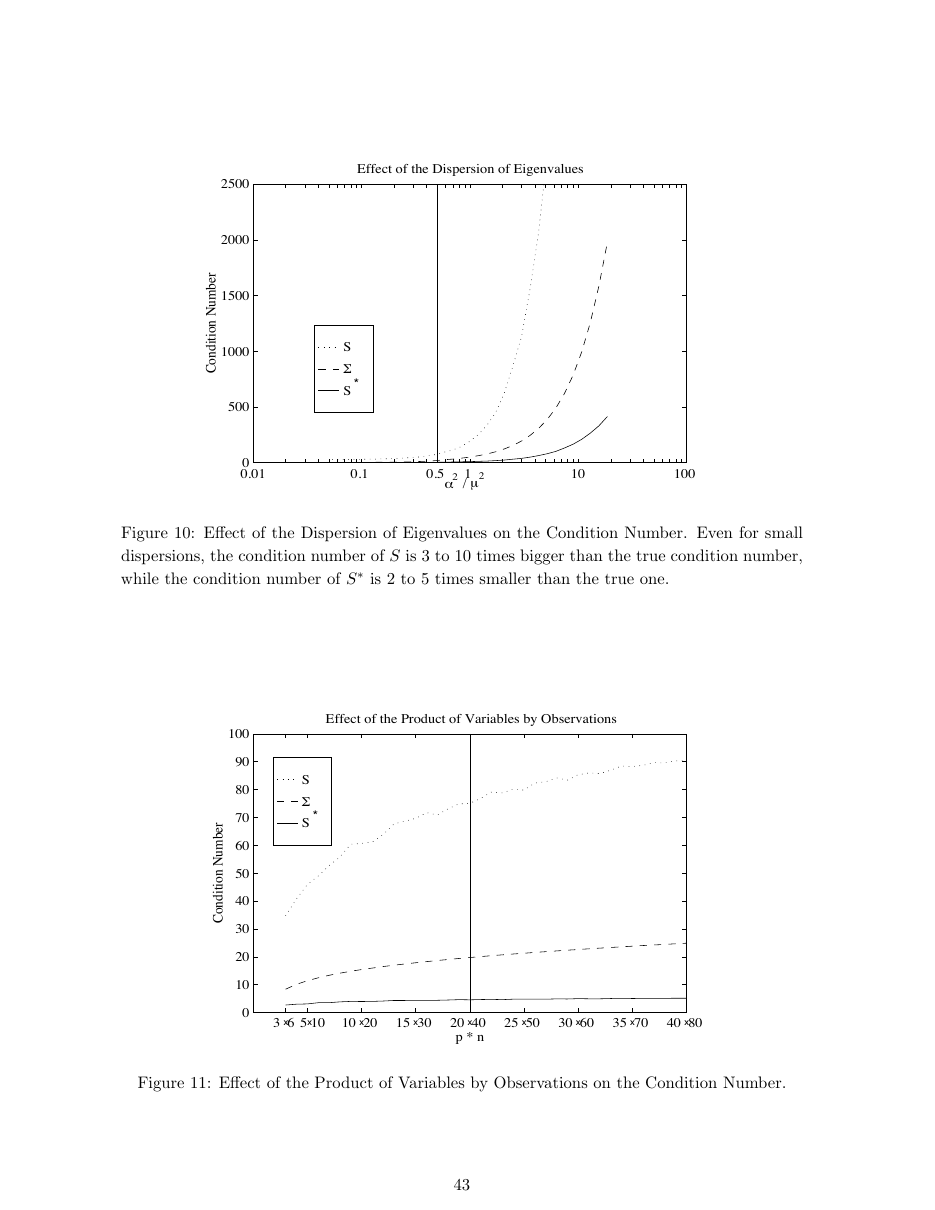 Effect of the Dispersion of Eigenvalues
2500
2000
1500
1000
500
0
Condition Number
S
Σ
S*
0.01 0.1 0.5 1 10 100
α²/μ²
Figure 10: Effect of the Dispersion of Eigenvalues on the Condition Number. Even for small
dispersions, the condition number of S is 3 to 10 times bigger than the true condition number,
while the condition number of S* is 2 to 5 times smaller than the true one.
Effect of the Product of Variables by Observations
100
90
80
70
60
50
40
30
20
10
0
Condition Number
S
Σ
S*
3×6 5×10 10×20 15×30 20×40 25×50 30×60 35×70 40×80
p * n
Figure 11: Effect of the Product of Variables by Observations on the Condition Number.
43